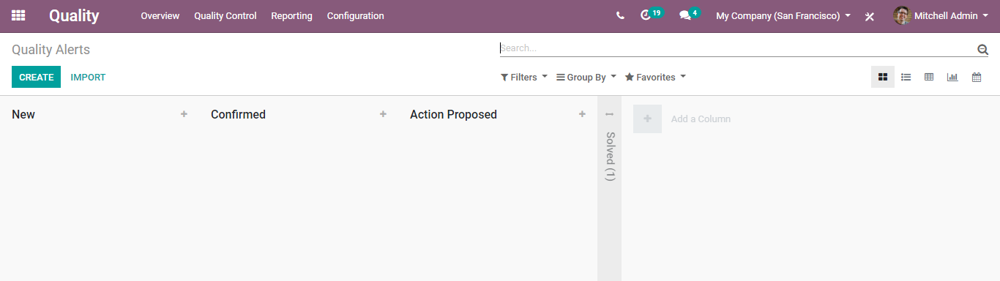 Quality Overview Quality Control Reporting Configuration 19 4 My Company (San Francisco) Mitchell Admin
Quality Alerts Search...
CREATE IMPORT Filters Group By Favorites
New Confirmed Action Proposed Add a Column
Solved (1)